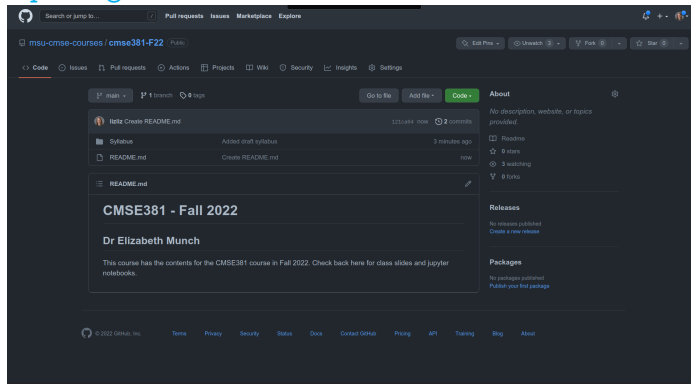 Search or jump to... / Pull requests Issues Marketplace Explore
msu-cmse-courses / cmse381-F22 Public Edit Pins Unwatch 3 Fork 0 Star 0
<> Code Issues Pull requests Actions Projects Wiki Security Insights Settings
main 1 branch 0 tags Go to file Add file Code
About
No description, website, or topics
provided.
lizliz Create README.md now 2 commits
Syllabus Added draft syllabus 3 minutes ago
README.md Create README.md now
Readme
0 stars
3 watching
0 forks
README.md
CMSE381 - Fall 2022
Dr Elizabeth Munch
This course has the contents for the CMSE381 course in Fall 2022. Check back here for class slides and jupyter
notebooks.
Releases
No releases published
Create a new release
Packages
No packages published
Publish your first package
© 2022 GitHub, Inc. Terms Privacy Security Status Docs Contact GitHub Pricing API Training Blog About